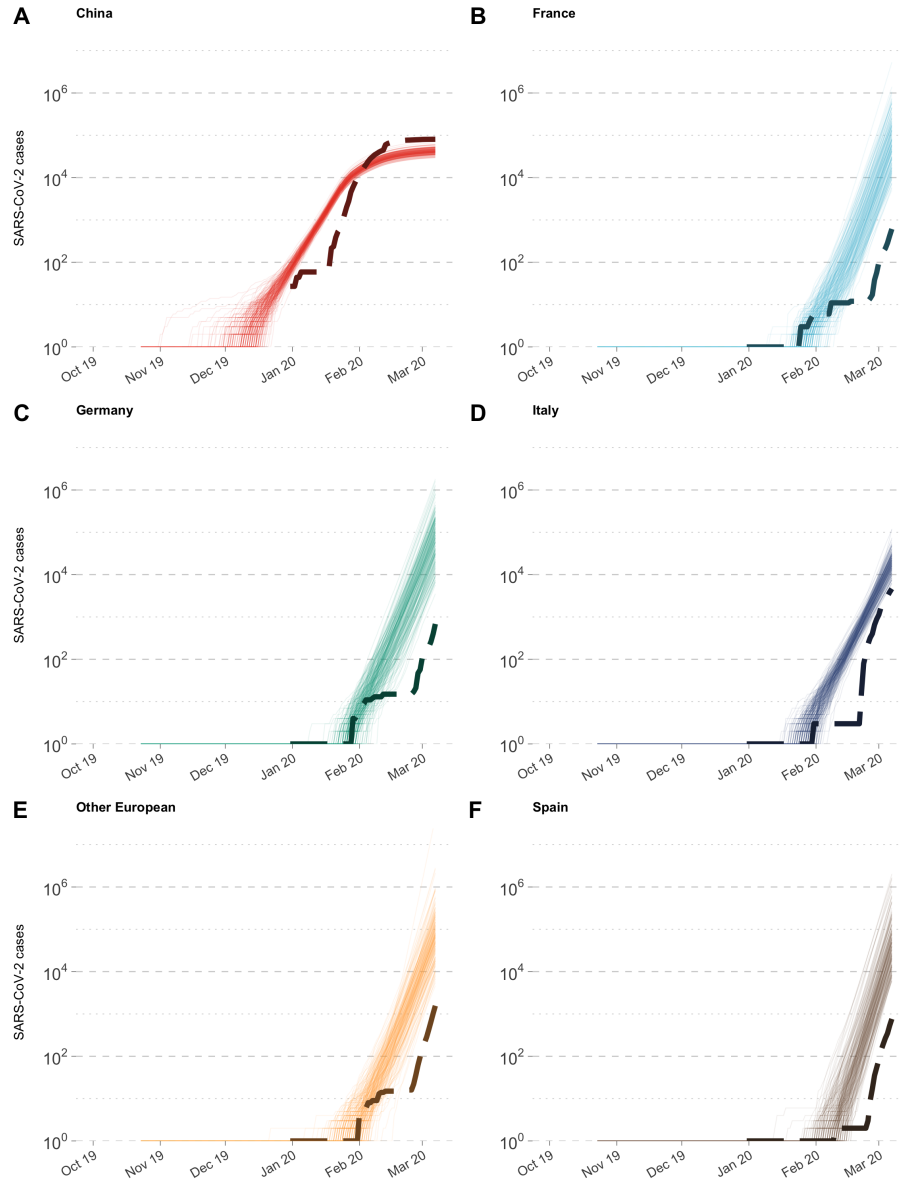 A China
B France
SARS-CoV-2 cases
10^6
10^4
10^2
10^0
Oct 19 Nov 19 Dec 19 Jan 20 Feb 20 Mar 20
10^6
10^4
10^2
10^0
Oct 19 Nov 19 Dec 19 Jan 20 Feb 20 Mar 20
C Germany
D Italy
SARS-CoV-2 cases
10^6
10^4
10^2
10^0
Oct 19 Nov 19 Dec 19 Jan 20 Feb 20 Mar 20
10^6
10^4
10^2
10^0
Oct 19 Nov 19 Dec 19 Jan 20 Feb 20 Mar 20
E Other European
F Spain
SARS-CoV-2 cases
10^6
10^4
10^2
10^0
Oct 19 Nov 19 Dec 19 Jan 20 Feb 20 Mar 20
10^6
10^4
10^2
10^0
Oct 19 Nov 19 Dec 19 Jan 20 Feb 20 Mar 20